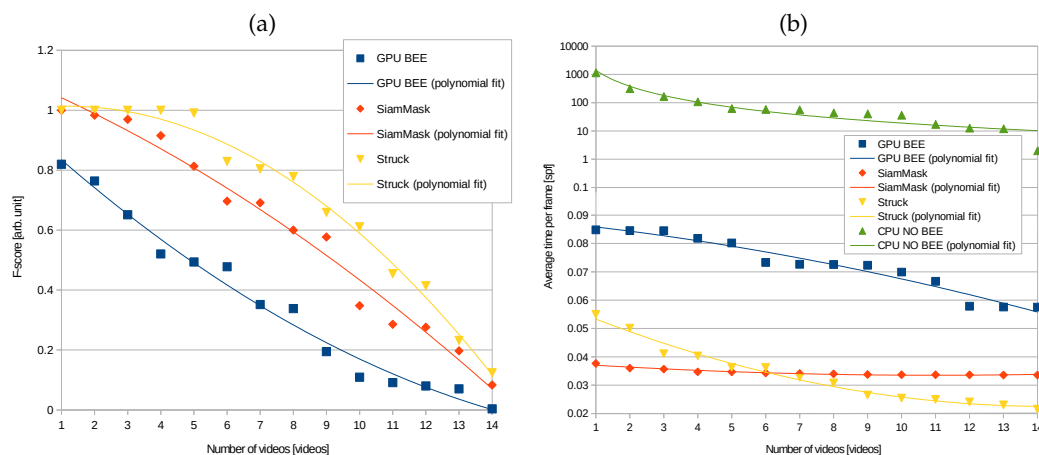 (a)
1.2
1
0.8
0.6
0.4
0.2
0
F-score [arb. unit]
1 2 3 4 5 6 7 8 9 10 11 12 13 14
Number of videos [videos]
GPU BEE
GPU BEE (polynomial fit)
SiamMask
SiamMask (polynomial fit)
Struck
Struck (polynomial fit)
(b)
10000
1000
100
10
1
0.1
0.09
0.08
0.07
0.06
0.05
0.04
0.03
0.02
Average time per frame [spf]
1 2 3 4 5 6 7 8 9 10 11 12 13 14
Number of videos [videos]
GPU BEE
GPU BEE (polynomial fit)
SiamMask
SiamMask (polynomial fit)
Struck
Struck (polynomial fit)
CPU NO BEE
CPU NO BEE (polynomial fit)